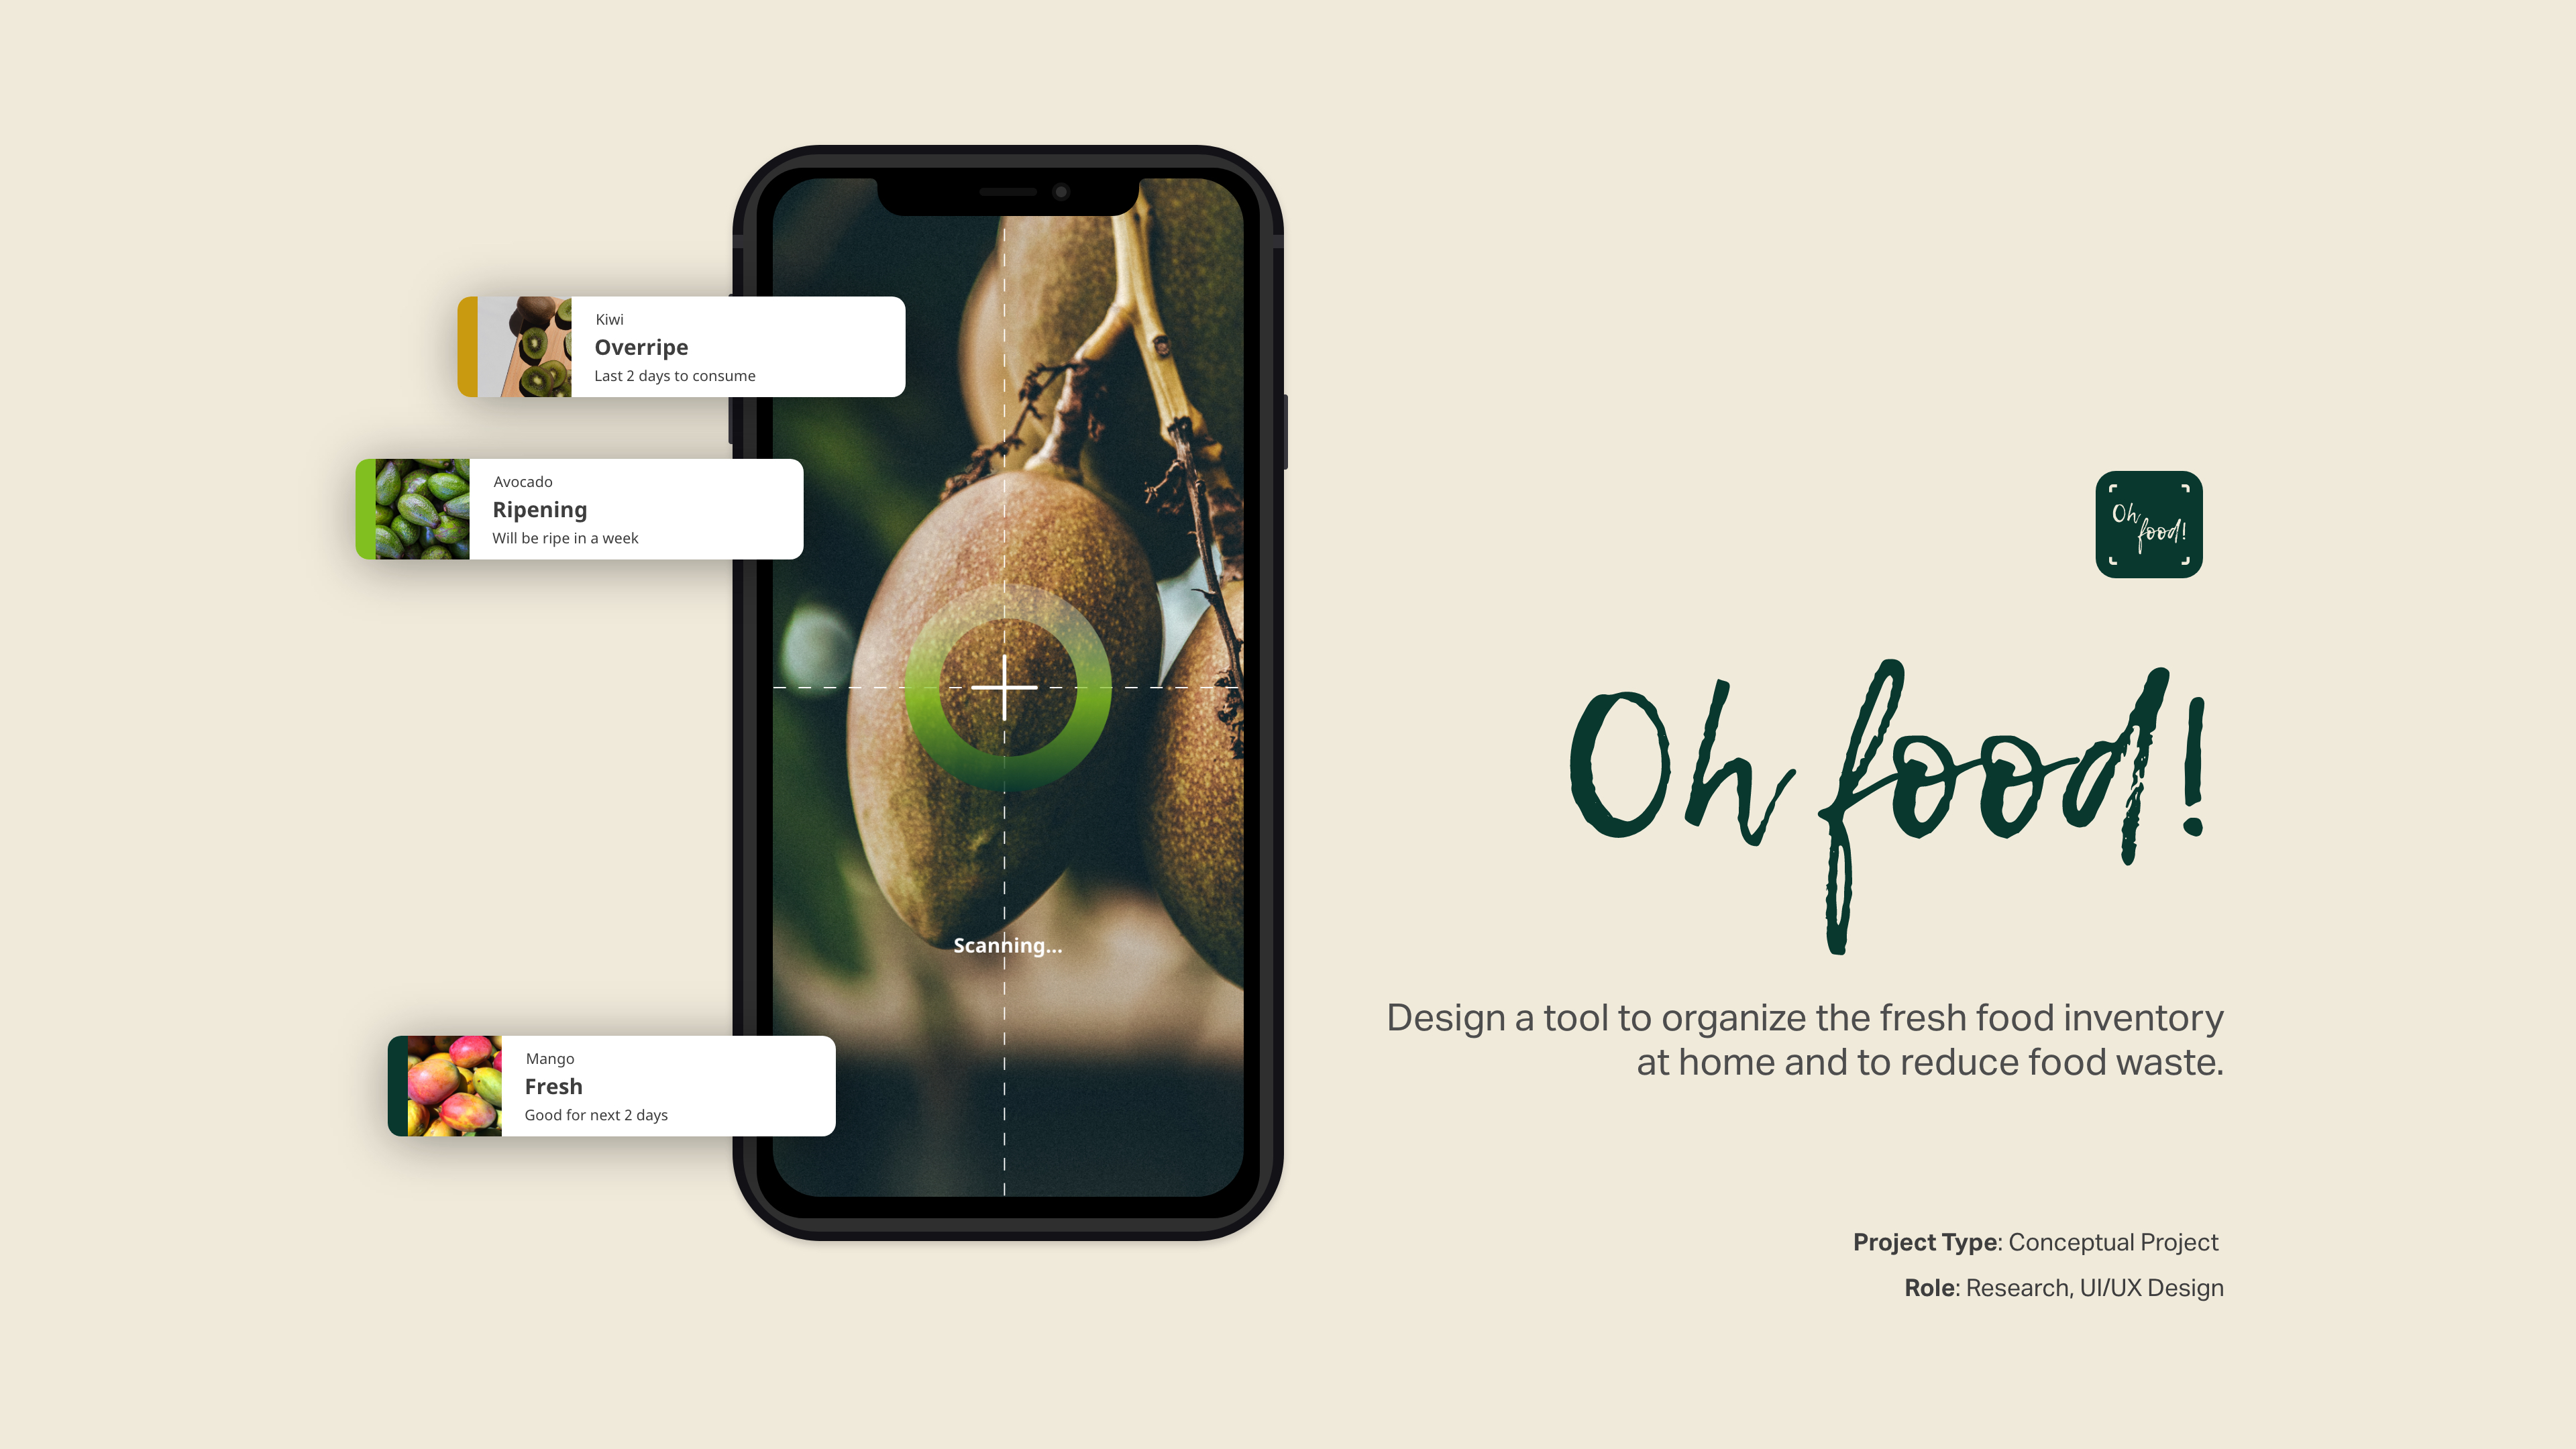 Kiwi
Overripe
Last 2 days to consume
Avocado
Ripening
Will be ripe in a week
Scanning...
Mango
Fresh
Good for next 2 days
Oh
food!
Oh food!
Design a tool to organize the fresh food inventory
at home and to reduce food waste.
Project Type: Conceptual Project
Role: Research, UI/UX Design